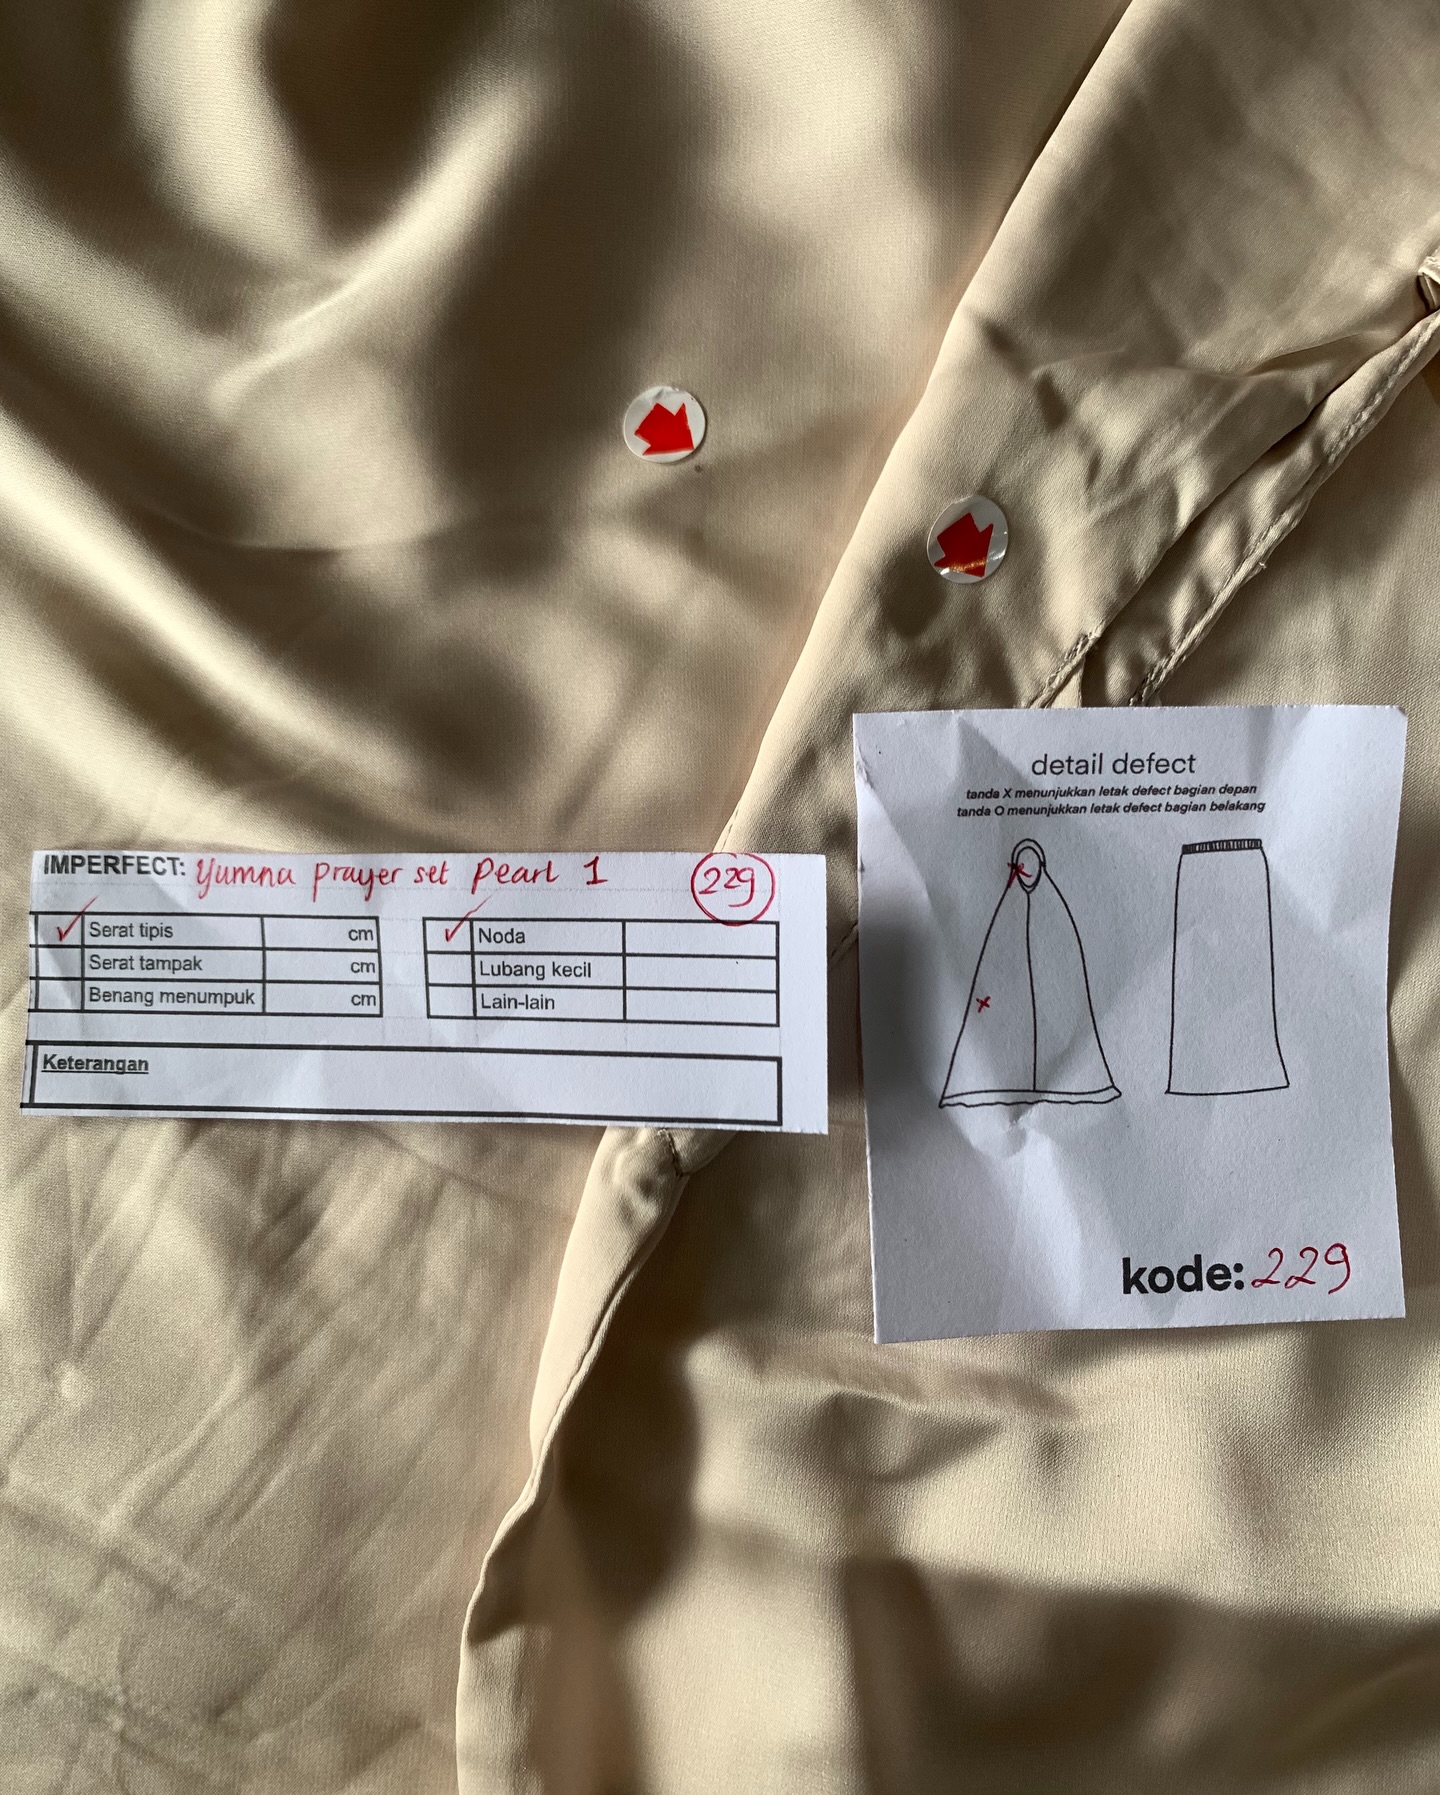 IMPERFECT: Yumna prayer set Pearl 1 229
✓ Serat tipis cm
Serat tampak cm
Benang menumpuk cm
✓ Noda
Lubang kecil
Lain-lain
Keterangan
detail defect
tanda X menunjukkan letak defect bagian depan
tanda O menunjukkan letak defect bagian belakang
x
x
kode: 229